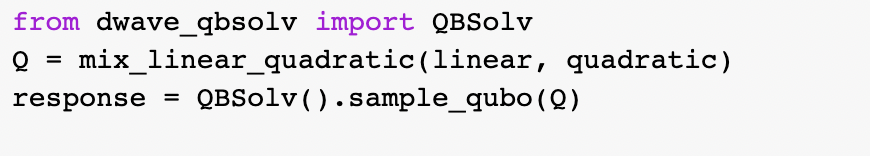 from dwave_qbsolv import QBSolv
Q = mix_linear_quadratic(linear, quadratic)
response = QBSolv().sample_qubo(Q)